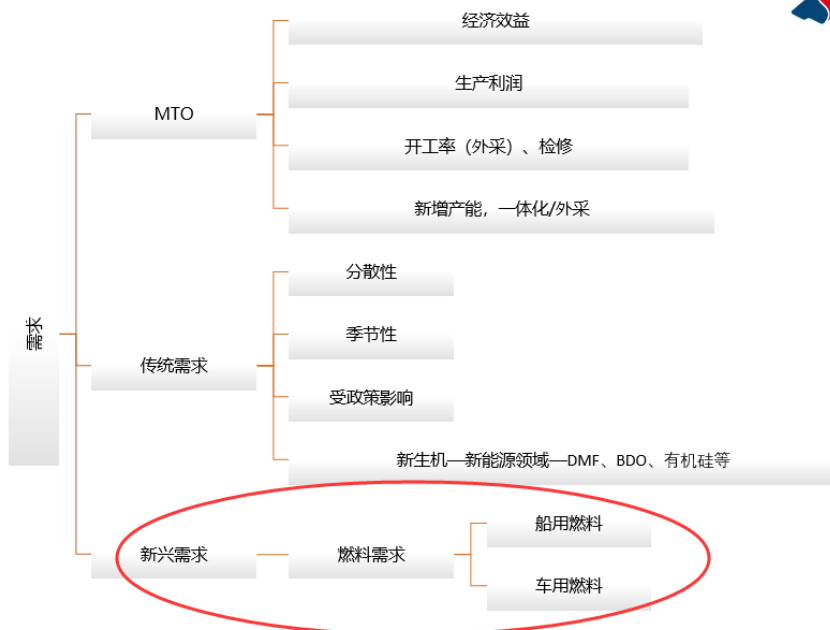 需求
MTO
经济效益
生产利润
开工率（外采）、检修
新增产能，一体化/外采
传统需求
分散性
季节性
受政策影响
新生机—新能源领域—DMF、BDO、有机硅等
新兴需求
燃料需求
船用燃料
车用燃料